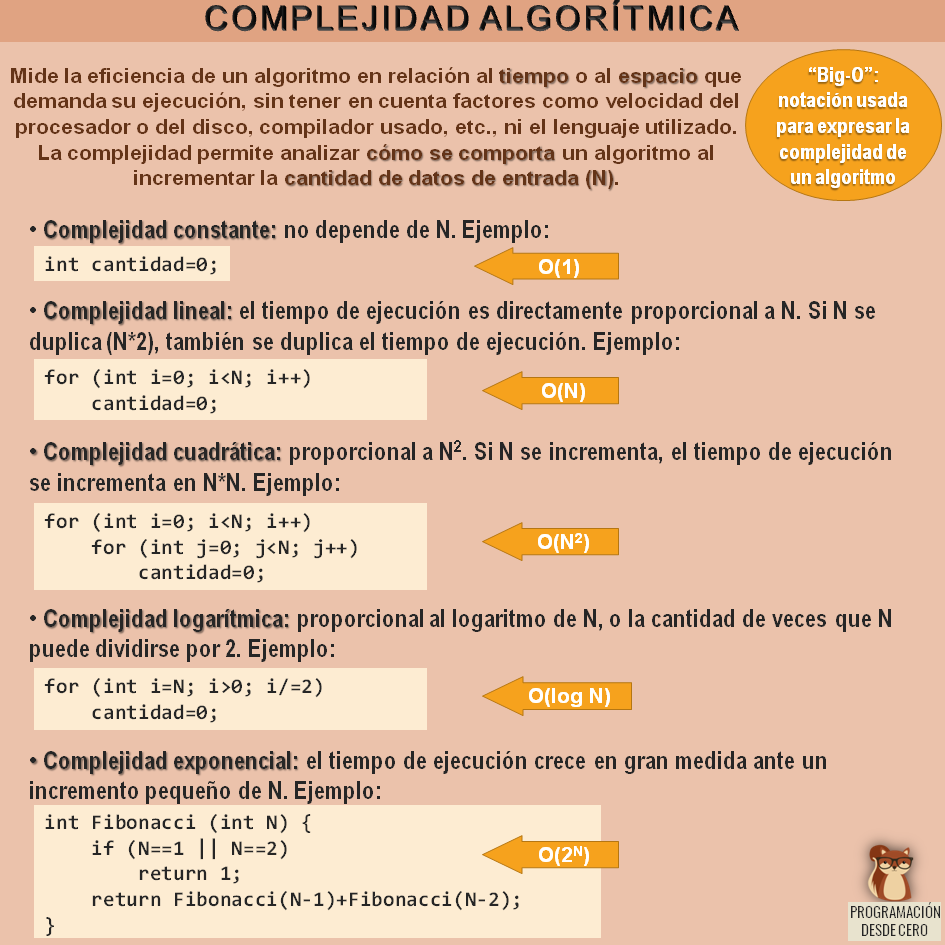 COMPLEJIDAD ALGORÍTMICA
Mide la eficiencia de un algoritmo en relación al tiempo o al espacio que
demanda su ejecución, sin tener en cuenta factores como velocidad del
procesador o del disco, compilador usado, etc., ni el lenguaje utilizado.
La complejidad permite analizar cómo se comporta un algoritmo al
incrementar la cantidad de datos de entrada (N).
“Big-O”:
notación usada
para expresar la
complejidad de
un algoritmo
• Complejidad constante: no depende de N. Ejemplo:
int cantidad=0;
O(1)
• Complejidad lineal: el tiempo de ejecución es directamente proporcional a N. Si N se
duplica (N*2), también se duplica el tiempo de ejecución. Ejemplo:
for (int i=0; i<N; i++)
    cantidad=0;
O(N)
• Complejidad cuadrática: proporcional a N². Si N se incrementa, el tiempo de ejecución
se incrementa en N*N. Ejemplo:
for (int i=0; i<N; i++)
    for (int j=0; j<N; j++)
        cantidad=0;
O(N²)
• Complejidad logarítmica: proporcional al logaritmo de N, o la cantidad de veces que N
puede dividirse por 2. Ejemplo:
for (int i=N; i>0; i/=2)
    cantidad=0;
O(log N)
• Complejidad exponencial: el tiempo de ejecución crece en gran medida ante un
incremento pequeño de N. Ejemplo:
int Fibonacci (int N) {
    if (N==1 || N==2)
        return 1;
    return Fibonacci(N-1)+Fibonacci(N-2);
}
O(2ᴺ)
PROGRAMACIÓN
DESDE CERO